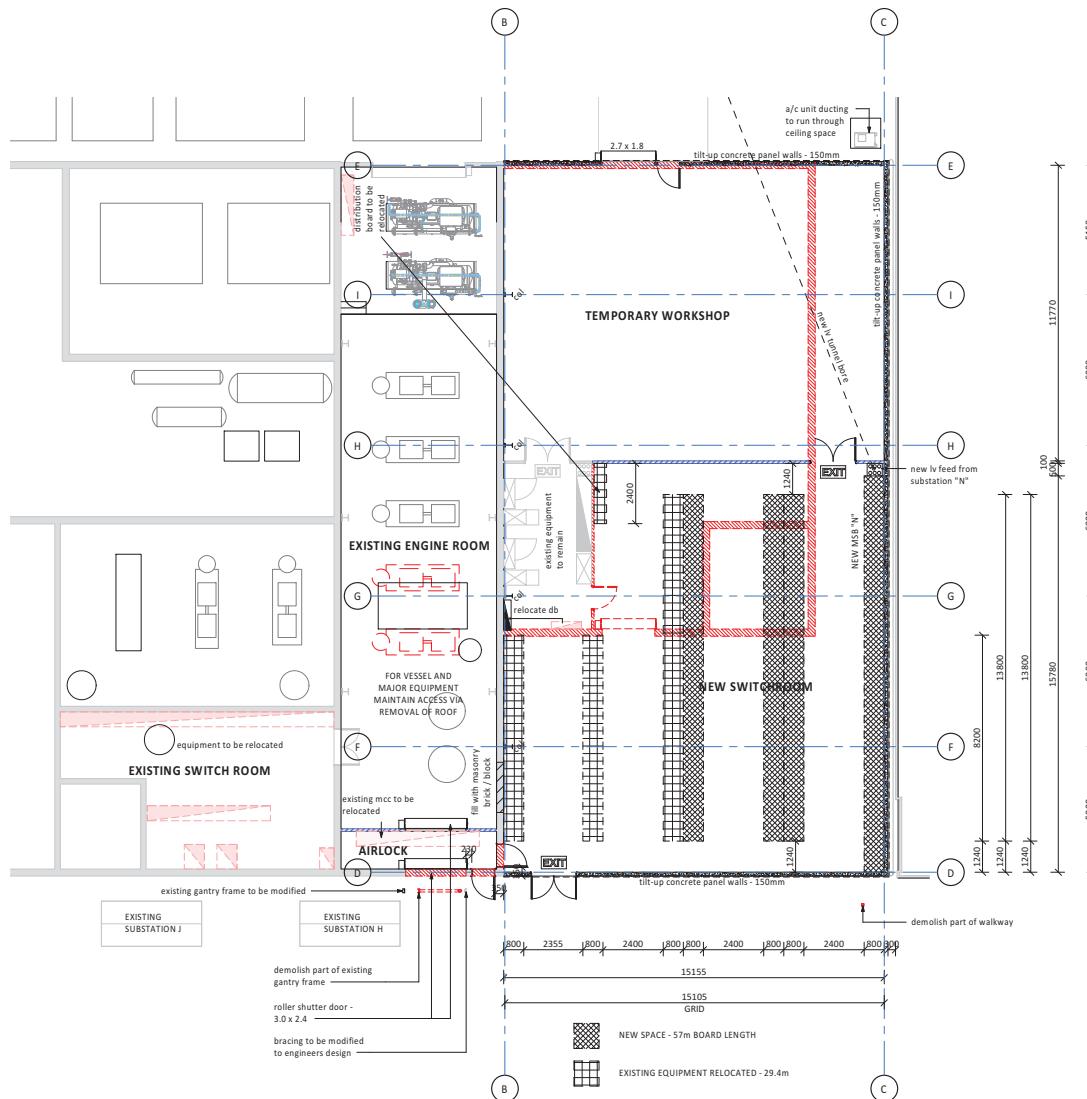 B
C
a/c unit ducting
to run through
ceiling space
2.7 x 1.8
tilt-up concrete panel walls - 150mm
E
E
distribution
board to be
relocated
tilt-up concrete panel walls - 150mm
11770
I
col
I
TEMPORARY WORKSHOP
new lv tunnel bore
H
col
H
EXIT
EXIT
new lv feed from
substation "N"
100
600
1240
2400
existing equipment
to remain
NEW MSB "N"
EXISTING ENGINE ROOM
G
col
G
relocate db
13800
13800
15780
FOR VESSEL AND
MAJOR EQUIPMENT
MAINTAIN ACCESS VIA
REMOVAL OF ROOF
NEW SWITCHROOM
8200
equipment to be relocated
F
col
F
EXISTING SWITCH ROOM
fill with masonry
brick / block
existing mcc to be
relocated
AIRLOCK
230
EXIT
1240
1240
1240
1240
D
D
tilt-up concrete panel walls - 150mm
350
existing gantry frame to be modified
EXISTING
SUBSTATION J
EXISTING
SUBSTATION H
demolish part of walkway
800
2355
800
2400
800
800
2400
800
800
2400
800
300
demolish part of existing
gantry frame
15155
roller shutter door -
3.0 x 2.4
15105
GRID
bracing to be modified
to engineers design
NEW SPACE - 57m BOARD LENGTH
EXISTING EQUIPMENT RELOCATED - 29.4m
B
C